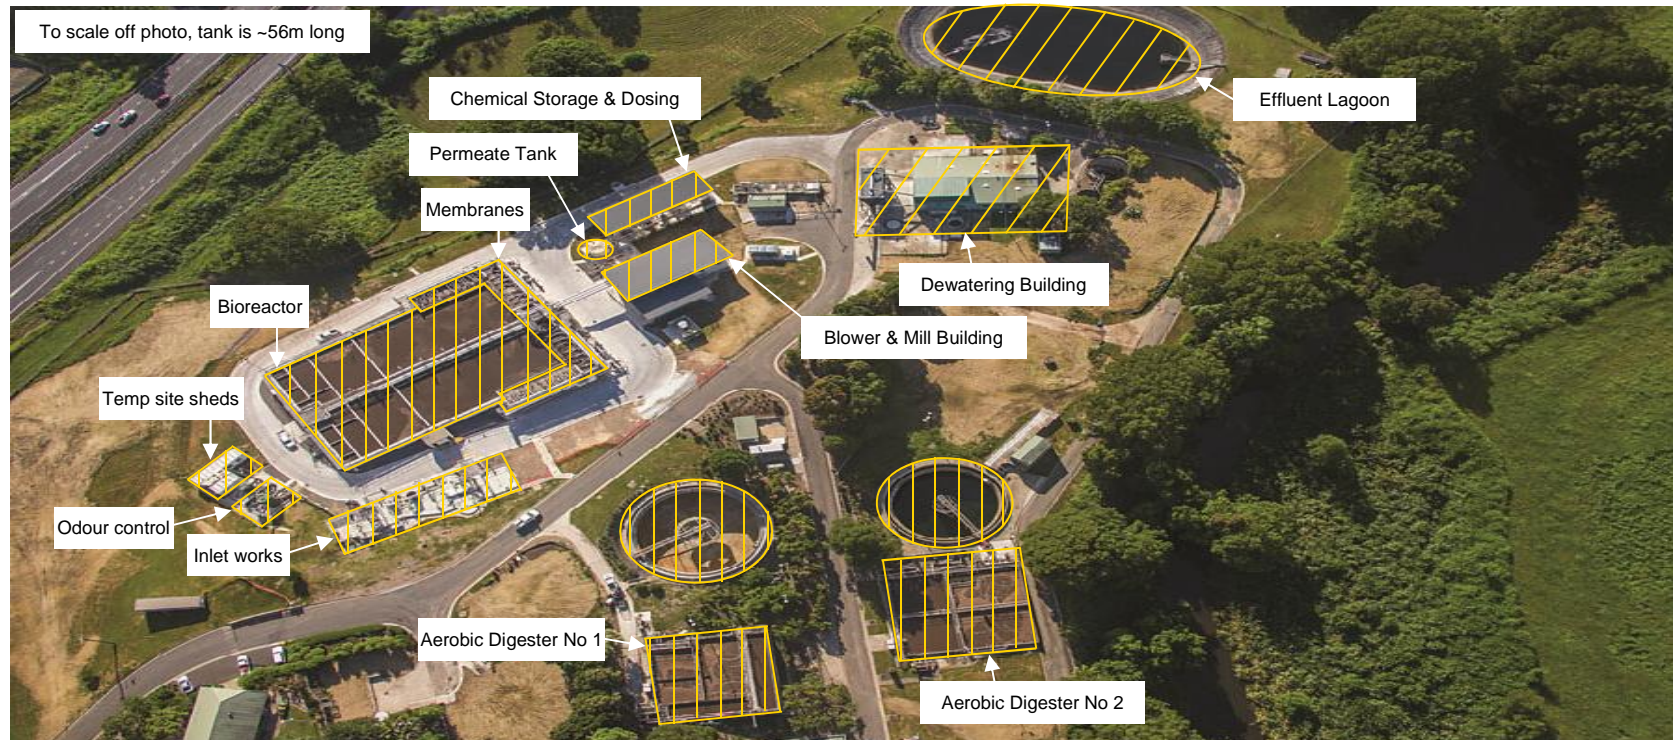 To scale off photo, tank is ~56m long
Chemical Storage & Dosing
Effluent Lagoon
Permeate Tank
Membranes
Dewatering Building
Bioreactor
Blower & Mill Building
Temp site sheds
Odour control
Inlet works
Aerobic Digester No 1
Aerobic Digester No 2